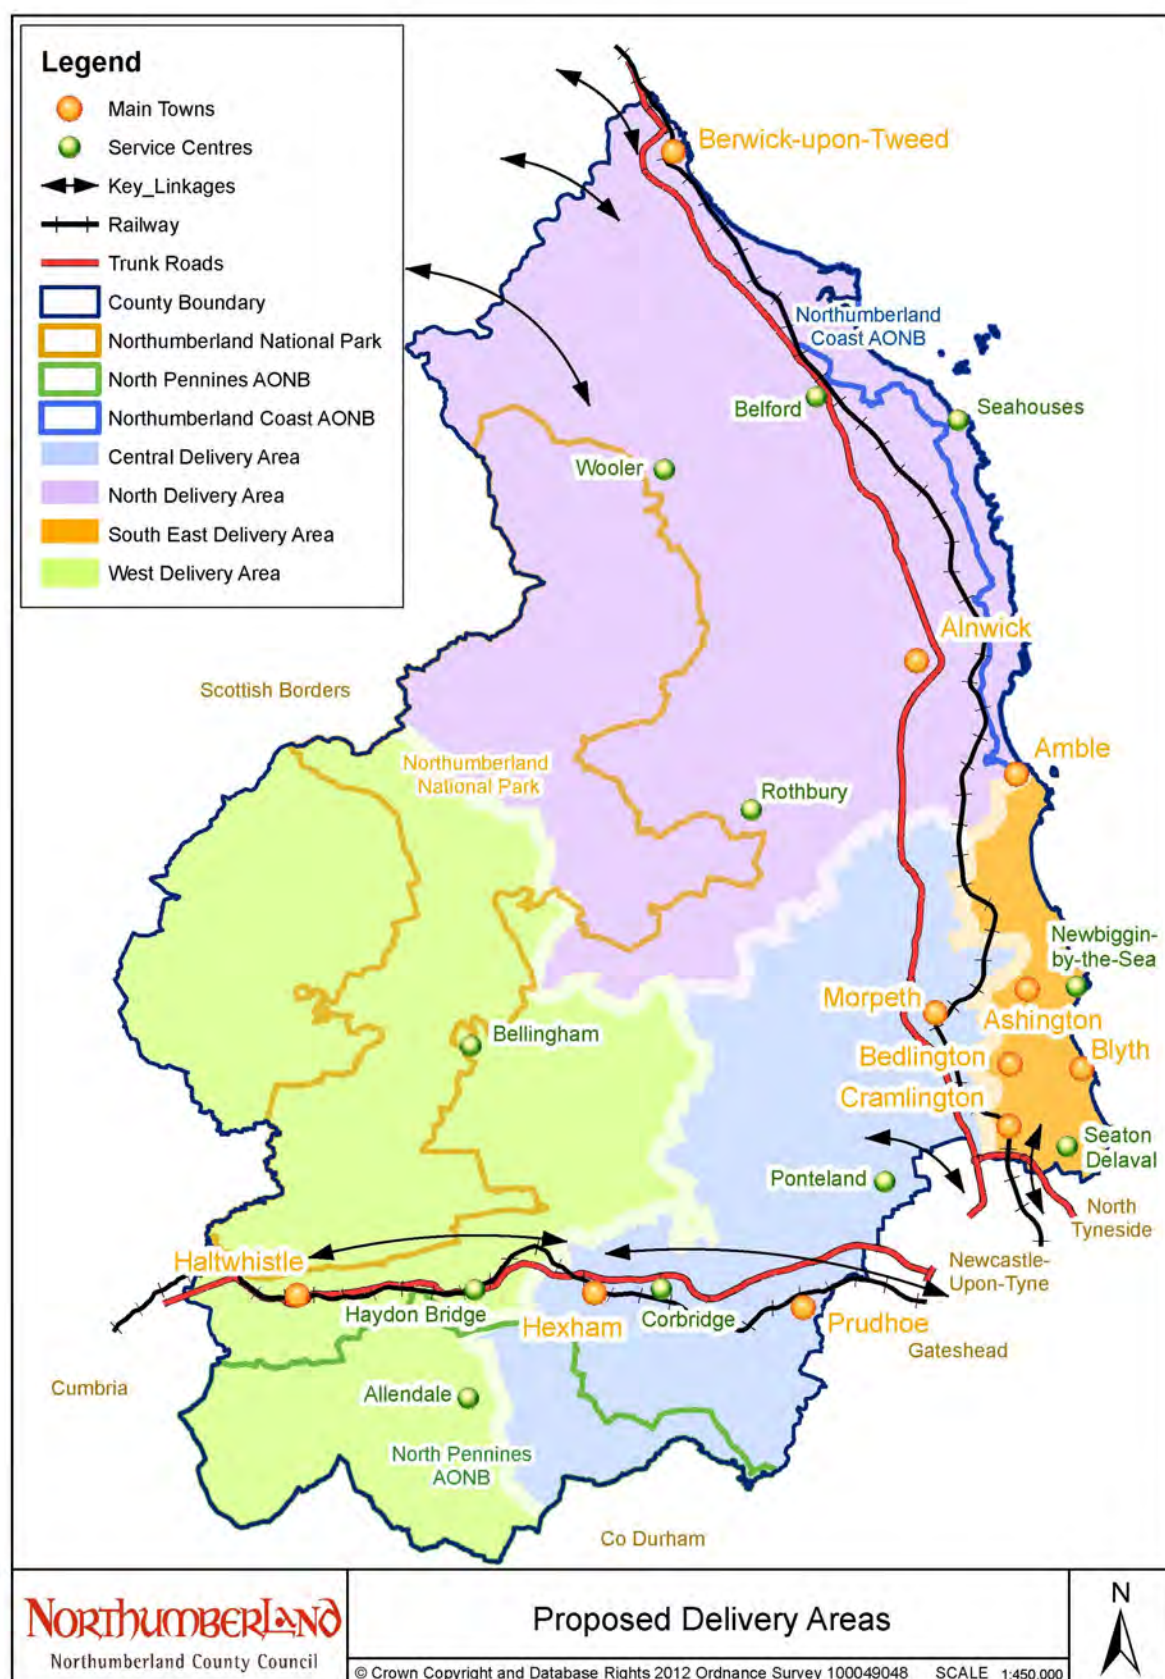 Legend
Main Towns
Service Centres
Key_Linkages
Railway
Trunk Roads
County Boundary
Northumberland National Park
North Pennines AONB
Northumberland Coast AONB
Central Delivery Area
North Delivery Area
South East Delivery Area
West Delivery Area
Berwick-upon-Tweed
Northumberland
Coast AONB
Belford
Seahouses
Wooler
Alnwick
Scottish Borders
Northumberland
National Park
Amble
Rothbury
Newbiggin-
by-the-Sea
Morpeth
Ashington
Bellingham
Bedlington
Blyth
Cramlington
Seaton
Delaval
Ponteland
North
Tyneside
Haltwhistle
Newcastle-
Upon-Tyne
Haydon Bridge
Hexham
Corbridge
Prudhoe
Gateshead
Cumbria
Allendale
North Pennines
AONB
Co Durham
NORTHUMBERLAND
Northumberland County Council
Proposed Delivery Areas
© Crown Copyright and Database Rights 2012 Ordnance Survey 100049048 SCALE 1:450,000
N